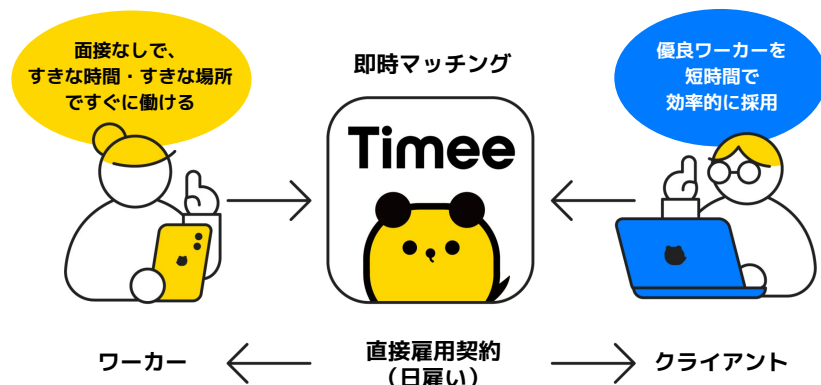 面接なしで、
すきな時間・すきな場所
ですぐに働ける
即時マッチング
優良ワーカーを
短時間で
効率的に採用
Timee
ワーカー
直接雇用契約
（日雇い）
クライアント